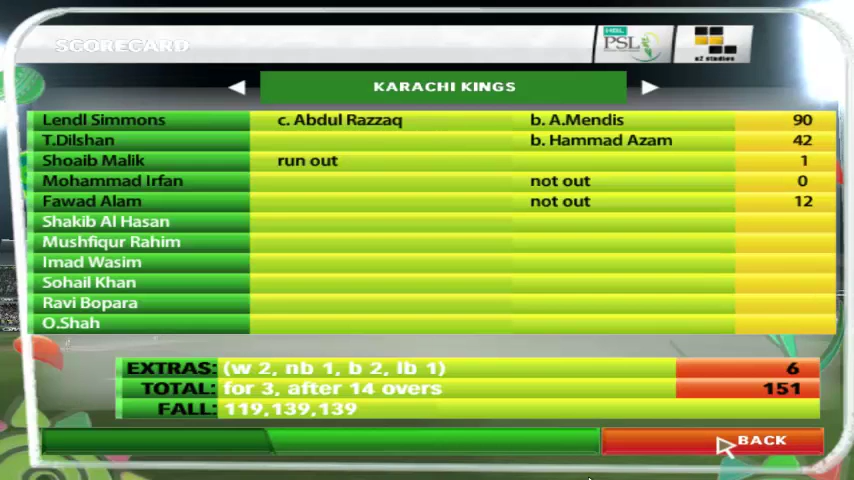 SCORECARD
HBL
PSL
a2 studios
KARACHI KINGS
Lendl Simmons c. Abdul Razzaq b. A.Mendis 90
T.Dilshan b. Hammad Azam 42
Shoaib Malik run out 1
Mohammad Irfan not out 0
Fawad Alam not out 12
Shakib Al Hasan
Mushfiqur Rahim
Imad Wasim
Sohail Khan
Ravi Bopara
O.Shah
EXTRAS: (w 2, nb 1, b 2, lb 1) 6
TOTAL: for 3, after 14 overs 151
FALL: 119,139,139
BACK